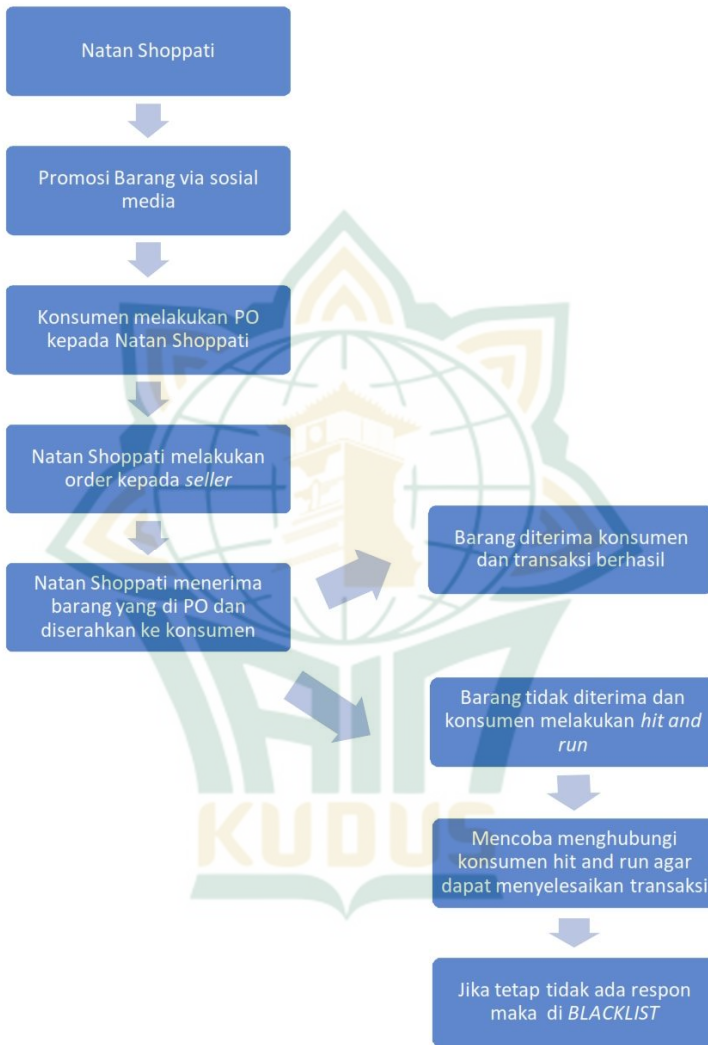 Natan Shoppati
Promosi Barang via sosial
media
Konsumen melakukan PO
kepada Natan Shoppati
Natan Shoppati melakukan
order kepada seller
Natan Shoppati menerima
barang yang di PO dan
diserahkan ke konsumen
Barang diterima konsumen
dan transaksi berhasil
Barang tidak diterima dan
konsumen melakukan hit and
run
Mencoba menghubungi
konsumen hit and run agar
dapat menyelesaikan transaksi
Jika tetap tidak ada respon
maka di BLACKLIST
IAIN
KUDUS